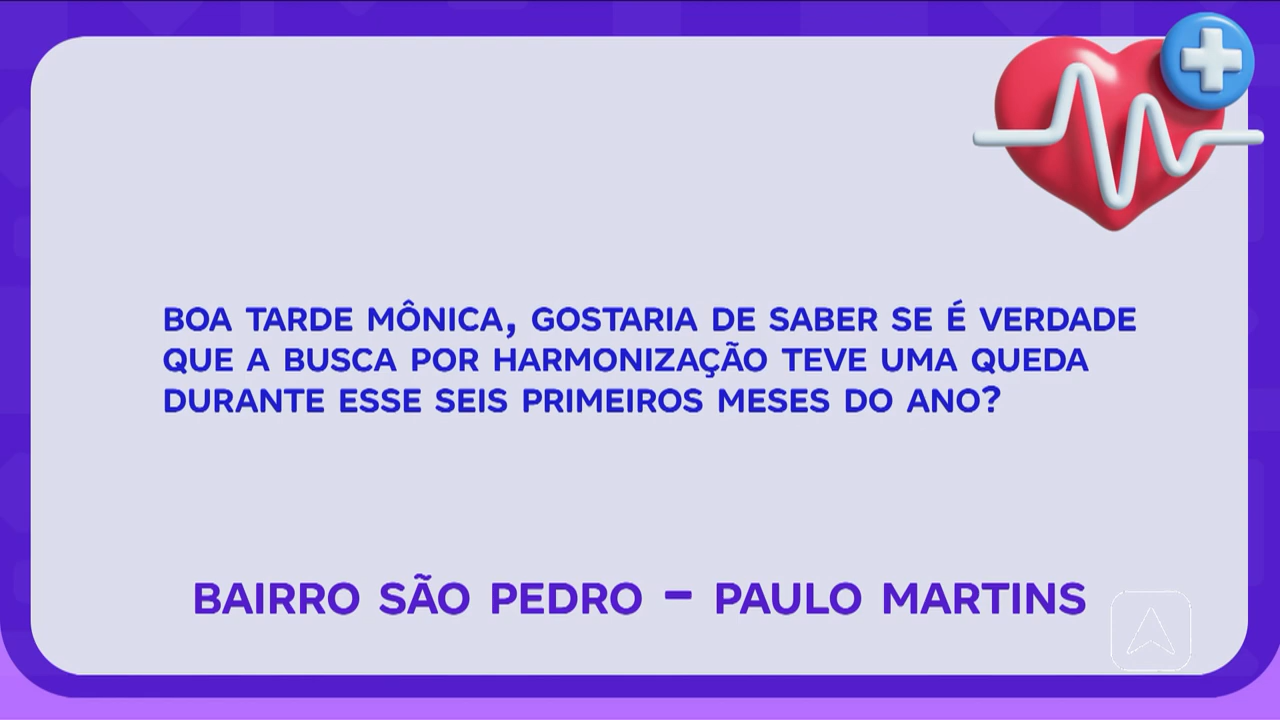 BOA TARDE MÔNICA, GOSTARIA DE SABER SE É VERDADE
QUE A BUSCA POR HARMONIZAÇÃO TEVE UMA QUEDA
DURANTE ESSE SEIS PRIMEIROS MESES DO ANO?
BAIRRO SÃO PEDRO - PAULO MARTINS